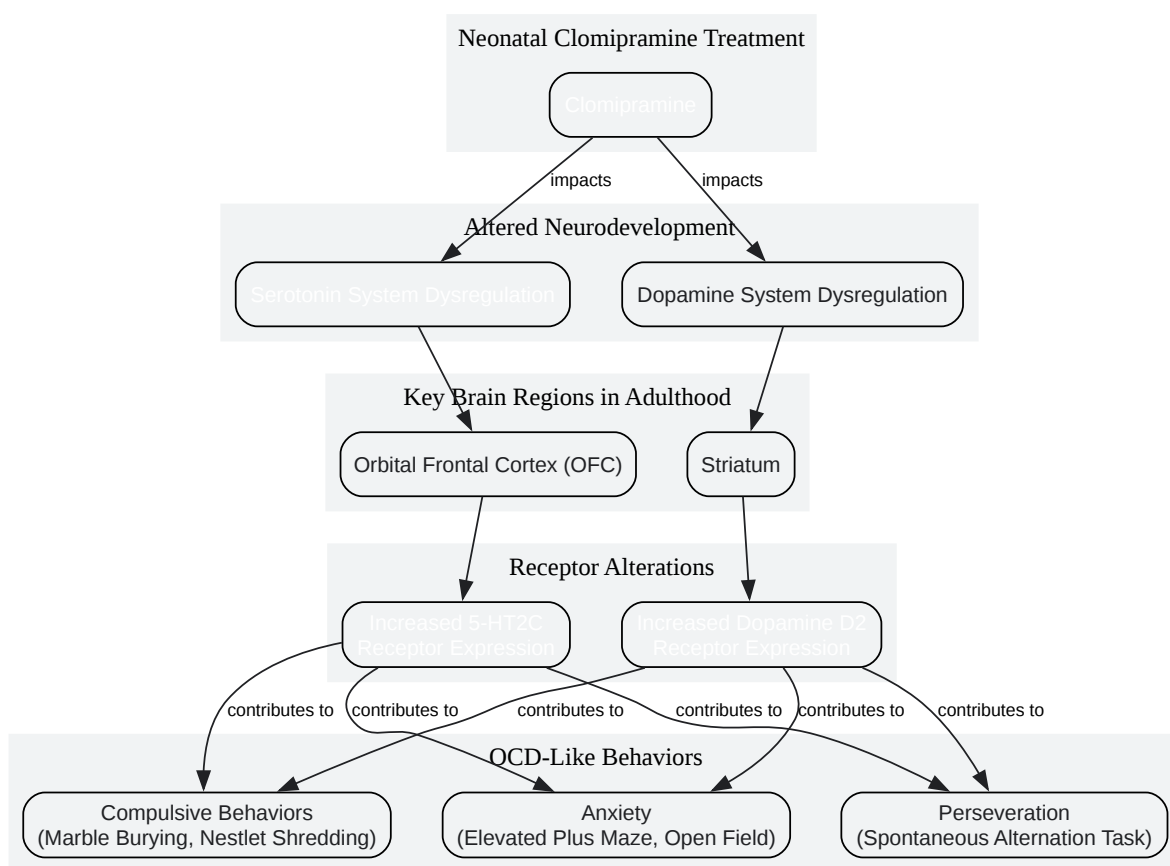 Neonatal Clomipramine Treatment
Clomipramine
impacts
impacts
Altered Neurodevelopment
Serotonin System Dysregulation
Dopamine System Dysregulation
Key Brain Regions in Adulthood
Orbital Frontal Cortex (OFC)
Striatum
Receptor Alterations
Increased 5-HT2C
Receptor Expression
Increased Dopamine D2
Receptor Expression
contributes to
contributes to
contributes to
contributes to
contributes to
contributes to
OCD-Like Behaviors
Compulsive Behaviors
(Marble Burying, Nestlet Shredding)
Anxiety
(Elevated Plus Maze, Open Field)
Perseveration
(Spontaneous Alternation Task)